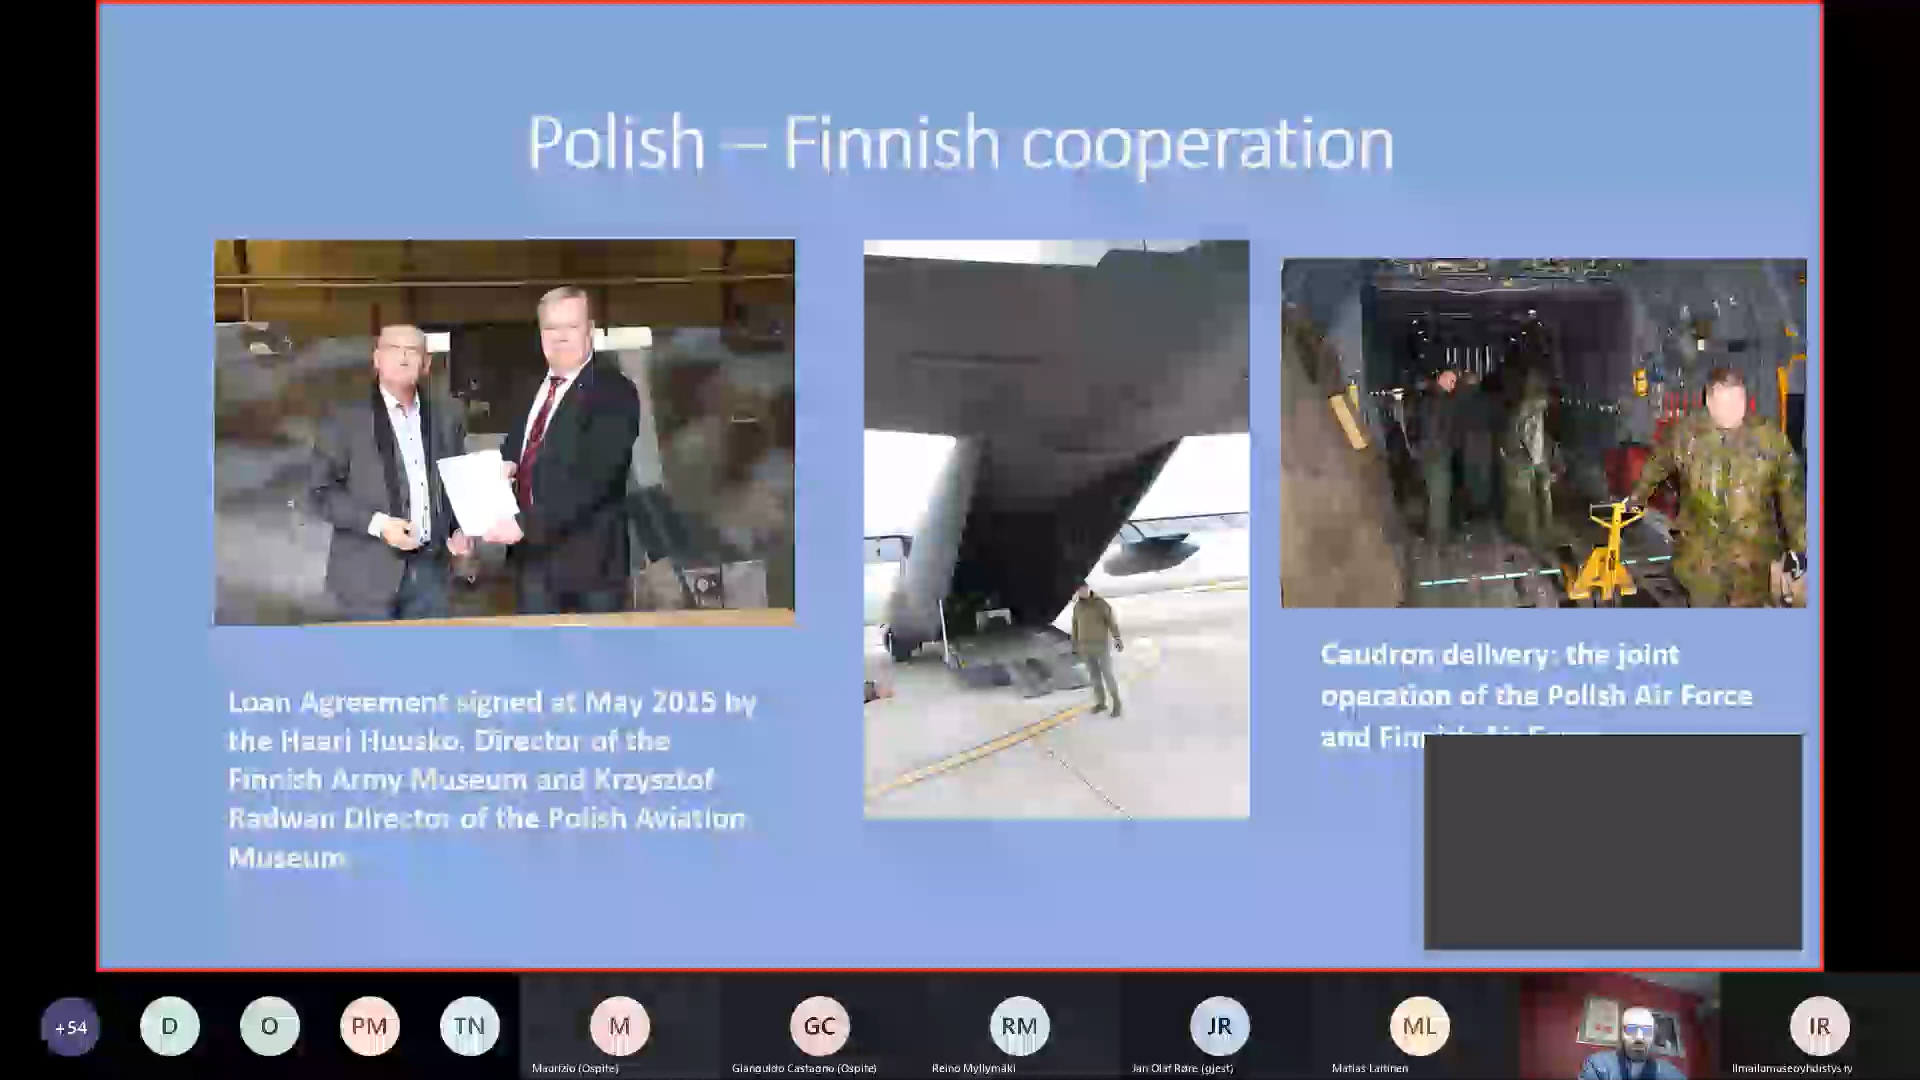 Polish – Finnish cooperation
Loan Agreement signed at May 2015 by
the Haari Huusko, Director of the
Finnish Army Museum and Krzysztof
Radwan Director of the Polish Aviation
Museum
Caudron delivery: the joint
operation of the Polish Air Force
and
+54
D
O
PM
TN
M
GC
RM
JR
ML
IR
Maurizio (Ospite)
Gianguido Castagno (Ospite)
Reino Myllymäki
Jan Olaf Røre (gjest)
Matias Laitinen
Ilmailumuseoyhdistys ry